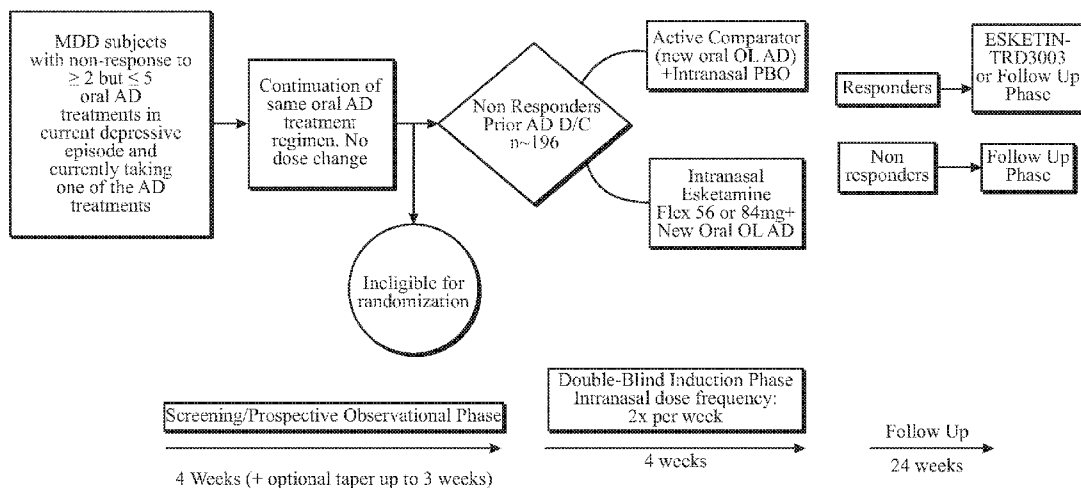 MDD subjects
with non-response to
≥ 2 but ≤ 5
oral AD
treatments in
current depressive
episode and
currently taking
one of the AD
treatments
Continuation of
same oral AD
treatment
regimen. No
dose change
Ineligible for
randomization
Non Responders
Prior AD D/C
n~196
Active Comparator
(new oral OL AD)
+Intranasal PBO
Intranasal
Esketamine
Flex 56 or 84mg+
New Oral OL AD
Responders
ESKETIN-
TRD3003
or Follow Up
Phase
Non
responders
Follow Up
Phase
Screening/Prospective Observational Phase
4 Weeks (+ optional taper up to 3 weeks)
Double-Blind Induction Phase
Intranasal dose frequency:
2x per week
4 weeks
Follow Up
24 weeks